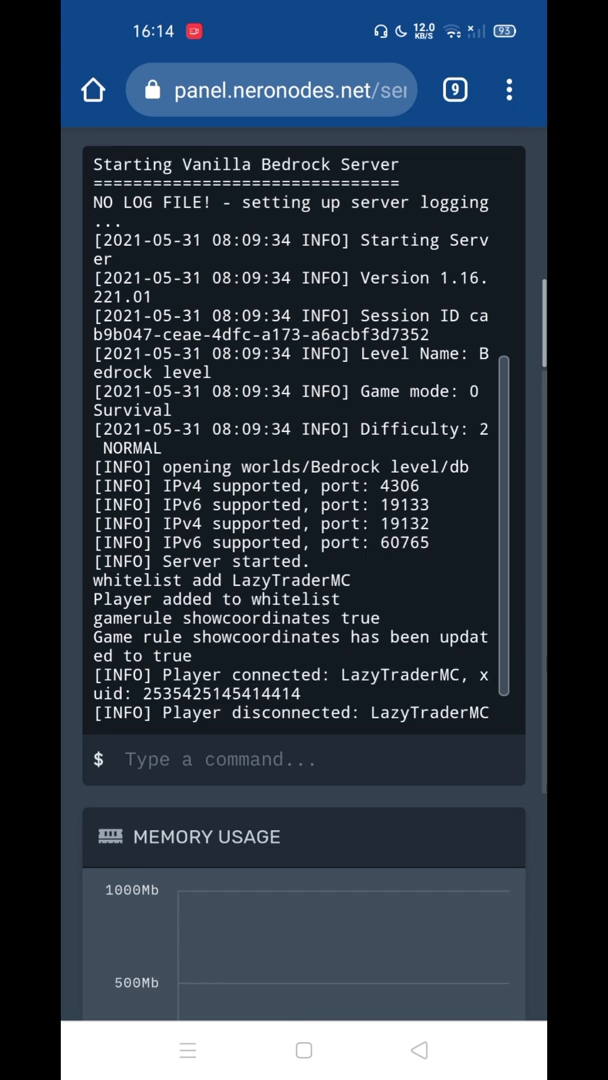 16:14
12.0
KB/S
93
panel.neronodes.net/ser
9
Starting Vanilla Bedrock Server
===============================
NO LOG FILE! - setting up server logging
...
[2021-05-31 08:09:34 INFO] Starting Serv
er
[2021-05-31 08:09:34 INFO] Version 1.16.
221.01
[2021-05-31 08:09:34 INFO] Session ID ca
b9b047-ceae-4dfc-a173-a6acbf3d7352
[2021-05-31 08:09:34 INFO] Level Name: B
edrock level
[2021-05-31 08:09:34 INFO] Game mode: 0
Survival
[2021-05-31 08:09:34 INFO] Difficulty: 2
NORMAL
[INFO] opening worlds/Bedrock level/db
[INFO] IPv4 supported, port: 4306
[INFO] IPv6 supported, port: 19133
[INFO] IPv4 supported, port: 19132
[INFO] IPv6 supported, port: 60765
[INFO] Server started.
whitelist add LazyTraderMC
Player added to whitelist
gamerule showcoordinates true
Game rule showcoordinates has been updat
ed to true
[INFO] Player connected: LazyTraderMC, x
uid: 2535425145414414
[INFO] Player disconnected: LazyTraderMC
$ Type a command...
MEMORY USAGE
1000Mb
500Mb